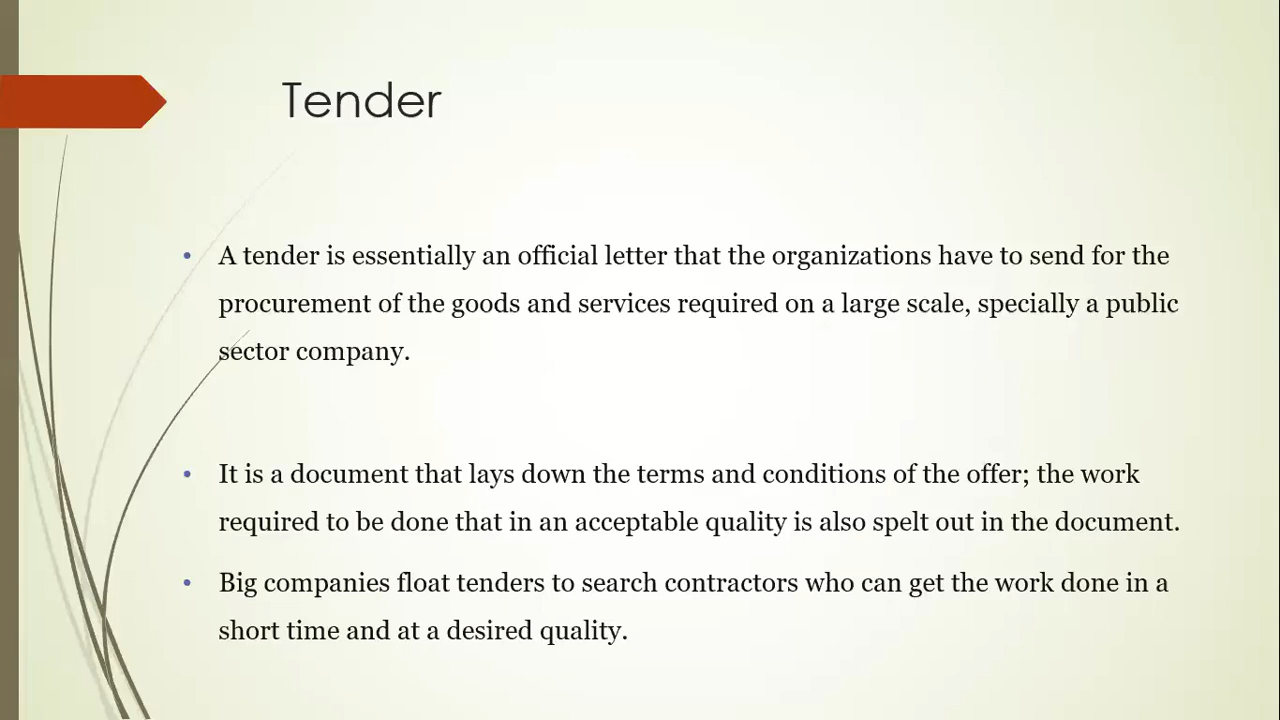 Tender
• A tender is essentially an official letter that the organizations have to send for the
procurement of the goods and services required on a large scale, specially a public
sector company.
• It is a document that lays down the terms and conditions of the offer; the work
required to be done that in an acceptable quality is also spelt out in the document.
• Big companies float tenders to search contractors who can get the work done in a
short time and at a desired quality.